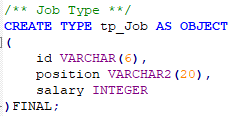 /** Job Type **/
CREATE TYPE tp_Job AS OBJECT
(
    id VARCHAR(6),
    position VARCHAR2(20),
    salary INTEGER
)FINAL;